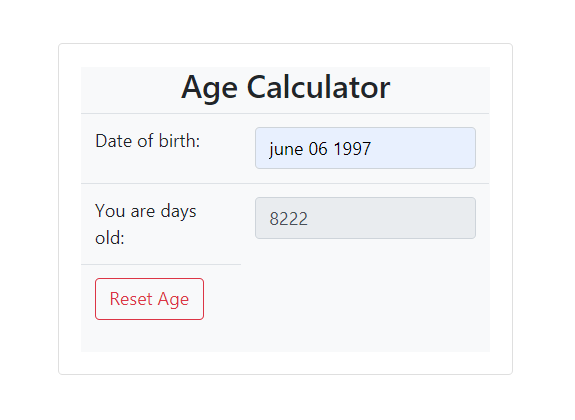 Age Calculator
Date of birth:
june 06 1997
You are days
old:
8222
Reset Age